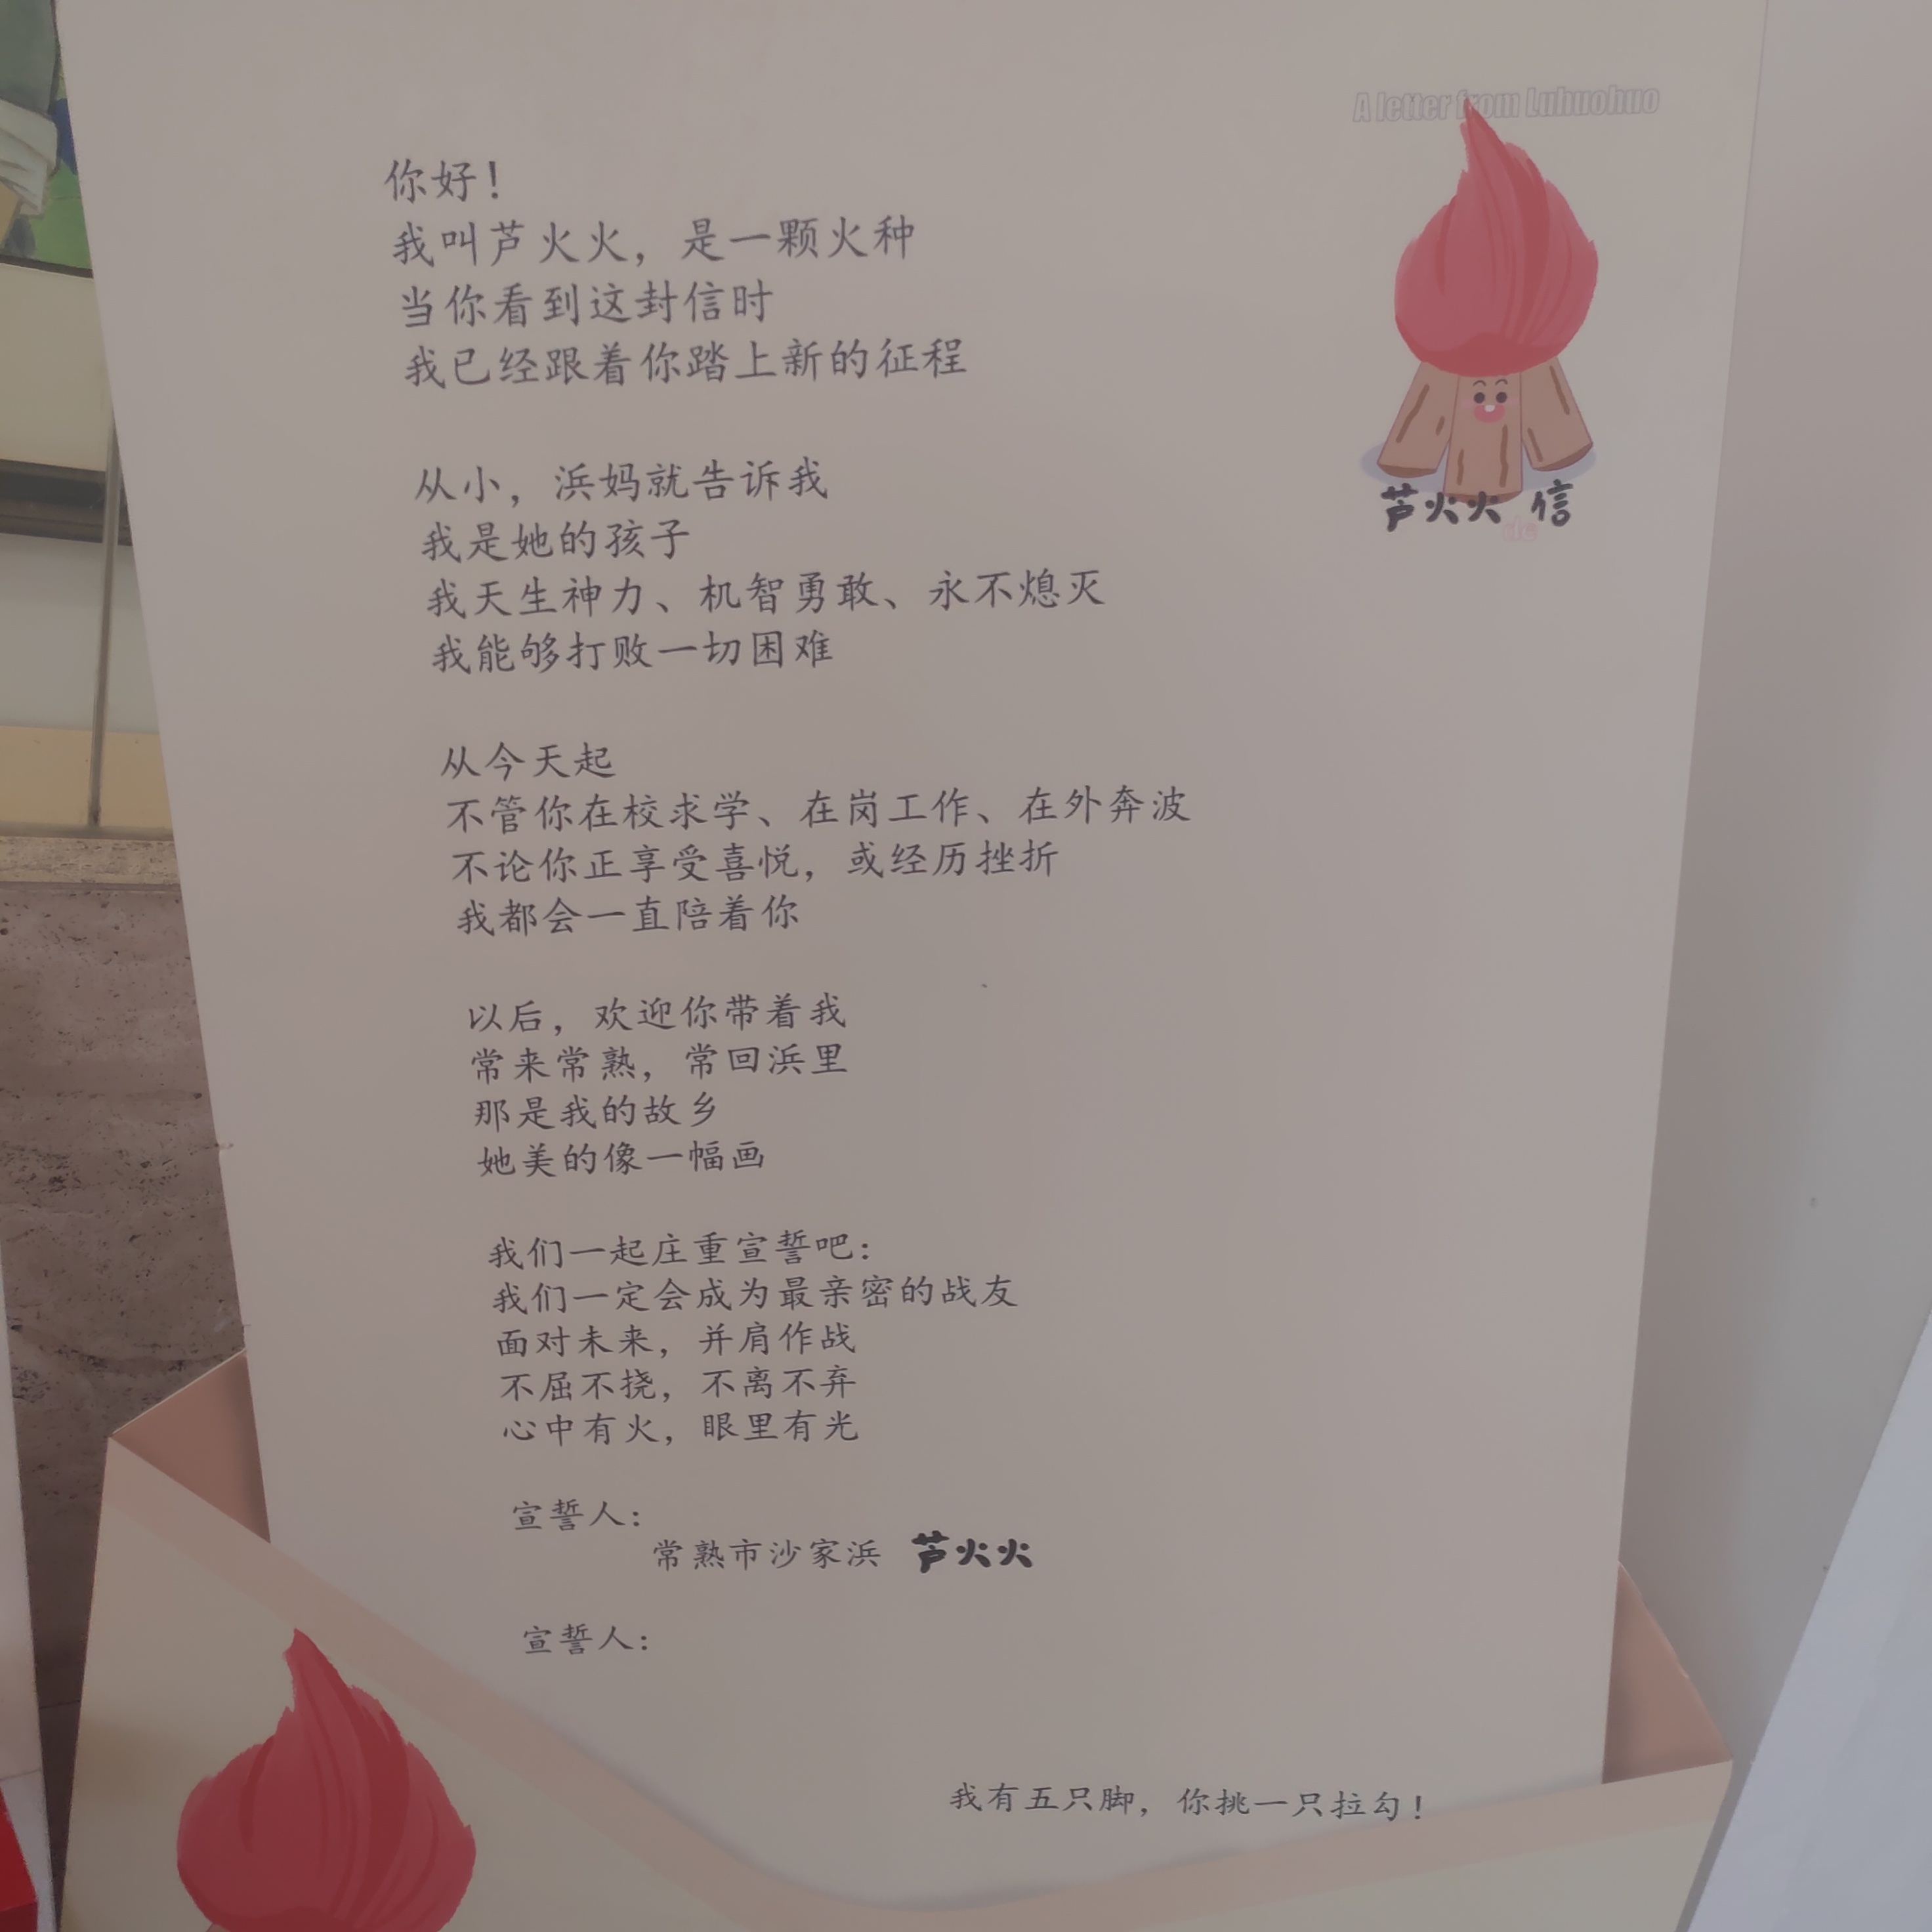 A letter from Luhuohuo
芦火火 de 信
你好！
我叫芦火火，是一颗火种
当你看到这封信时
我已经跟着你踏上新的征程
从小，浜妈就告诉我
我是她的孩子
我天生神力、机智勇敢、永不熄灭
我能够打败一切困难
从今天起
不管你在校求学、在岗工作、在外奔波
不论你正享受喜悦，或经历挫折
我都会一直陪着你
以后，欢迎你带着我
常来常熟，常回浜里
那是我的故乡
她美的像一幅画
我们一起庄重宣誓吧：
我们一定会成为最亲密的战友
面对未来，并肩作战
不屈不挠，不离不弃
心中有火，眼里有光
宣誓人：
常熟市沙家浜 芦火火
宣誓人：
我有五只脚，你挑一只拉勾！